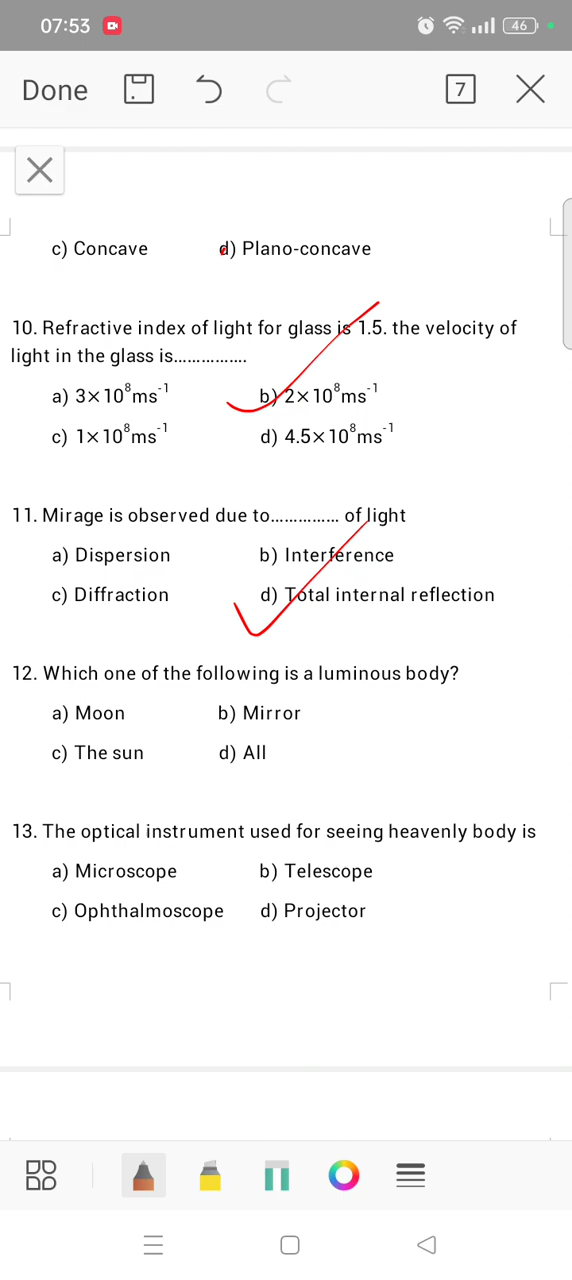 07:53
46
Done
7
c) Concave d) Plano-concave
10. Refractive index of light for glass is 1.5. the velocity of
light in the glass is................
a) 3×10⁸ms⁻¹ b) 2×10⁸ms⁻¹
c) 1×10⁸ms⁻¹ d) 4.5×10⁸ms⁻¹
11. Mirage is observed due to............... of light
a) Dispersion b) Interference
c) Diffraction d) Total internal reflection
12. Which one of the following is a luminous body?
a) Moon b) Mirror
c) The sun d) All
13. The optical instrument used for seeing heavenly body is
a) Microscope b) Telescope
c) Ophthalmoscope d) Projector